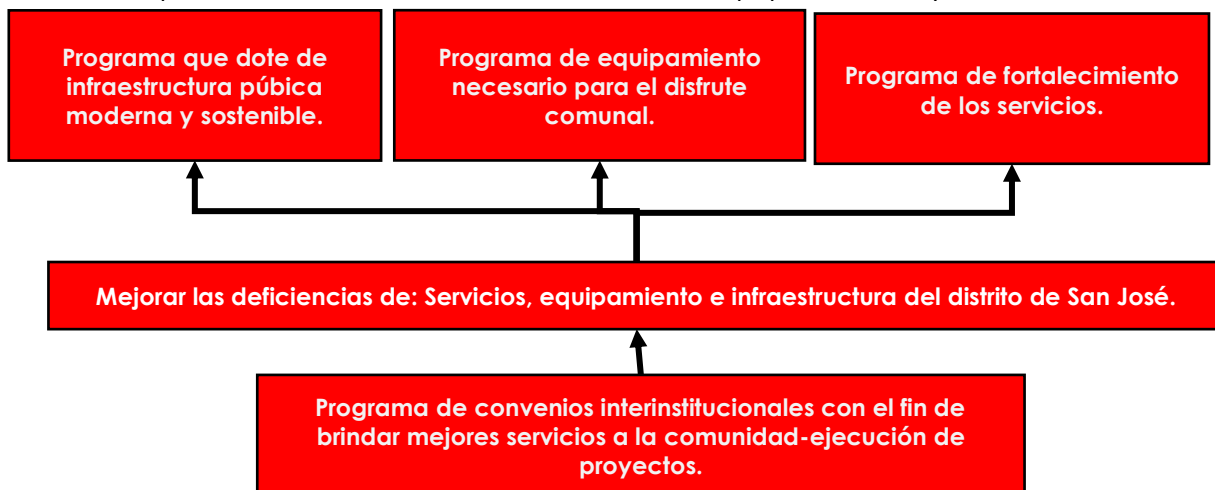 Programa que dote de
infraestructura púbica
moderna y sostenible.
Programa de equipamiento
necesario para el disfrute
comunal.
Programa de fortalecimiento
de los servicios.
Mejorar las deficiencias de: Servicios, equipamiento e infraestructura del distrito de San José.
Programa de convenios interinstitucionales con el fin de
brindar mejores servicios a la comunidad-ejecución de
proyectos.